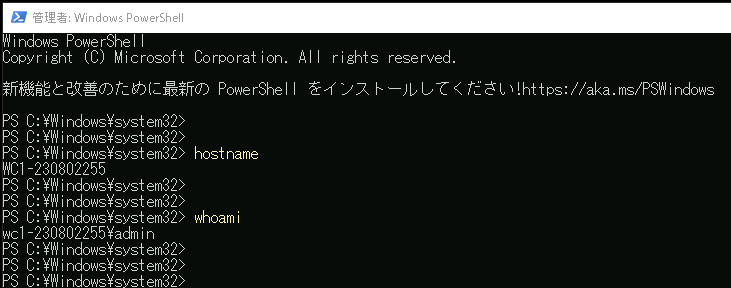 管理者: Windows PowerShell
Windows PowerShell
Copyright (C) Microsoft Corporation. All rights reserved.
新機能と改善のために最新の PowerShell をインストールしてください!https://aka.ms/PSWindows
PS C:¥Windows¥system32>
PS C:¥Windows¥system32>
PS C:¥Windows¥system32> hostname
WC1-230802255
PS C:¥Windows¥system32>
PS C:¥Windows¥system32>
PS C:¥Windows¥system32> whoami
wc1-230802255¥admin
PS C:¥Windows¥system32>
PS C:¥Windows¥system32>
PS C:¥Windows¥system32>